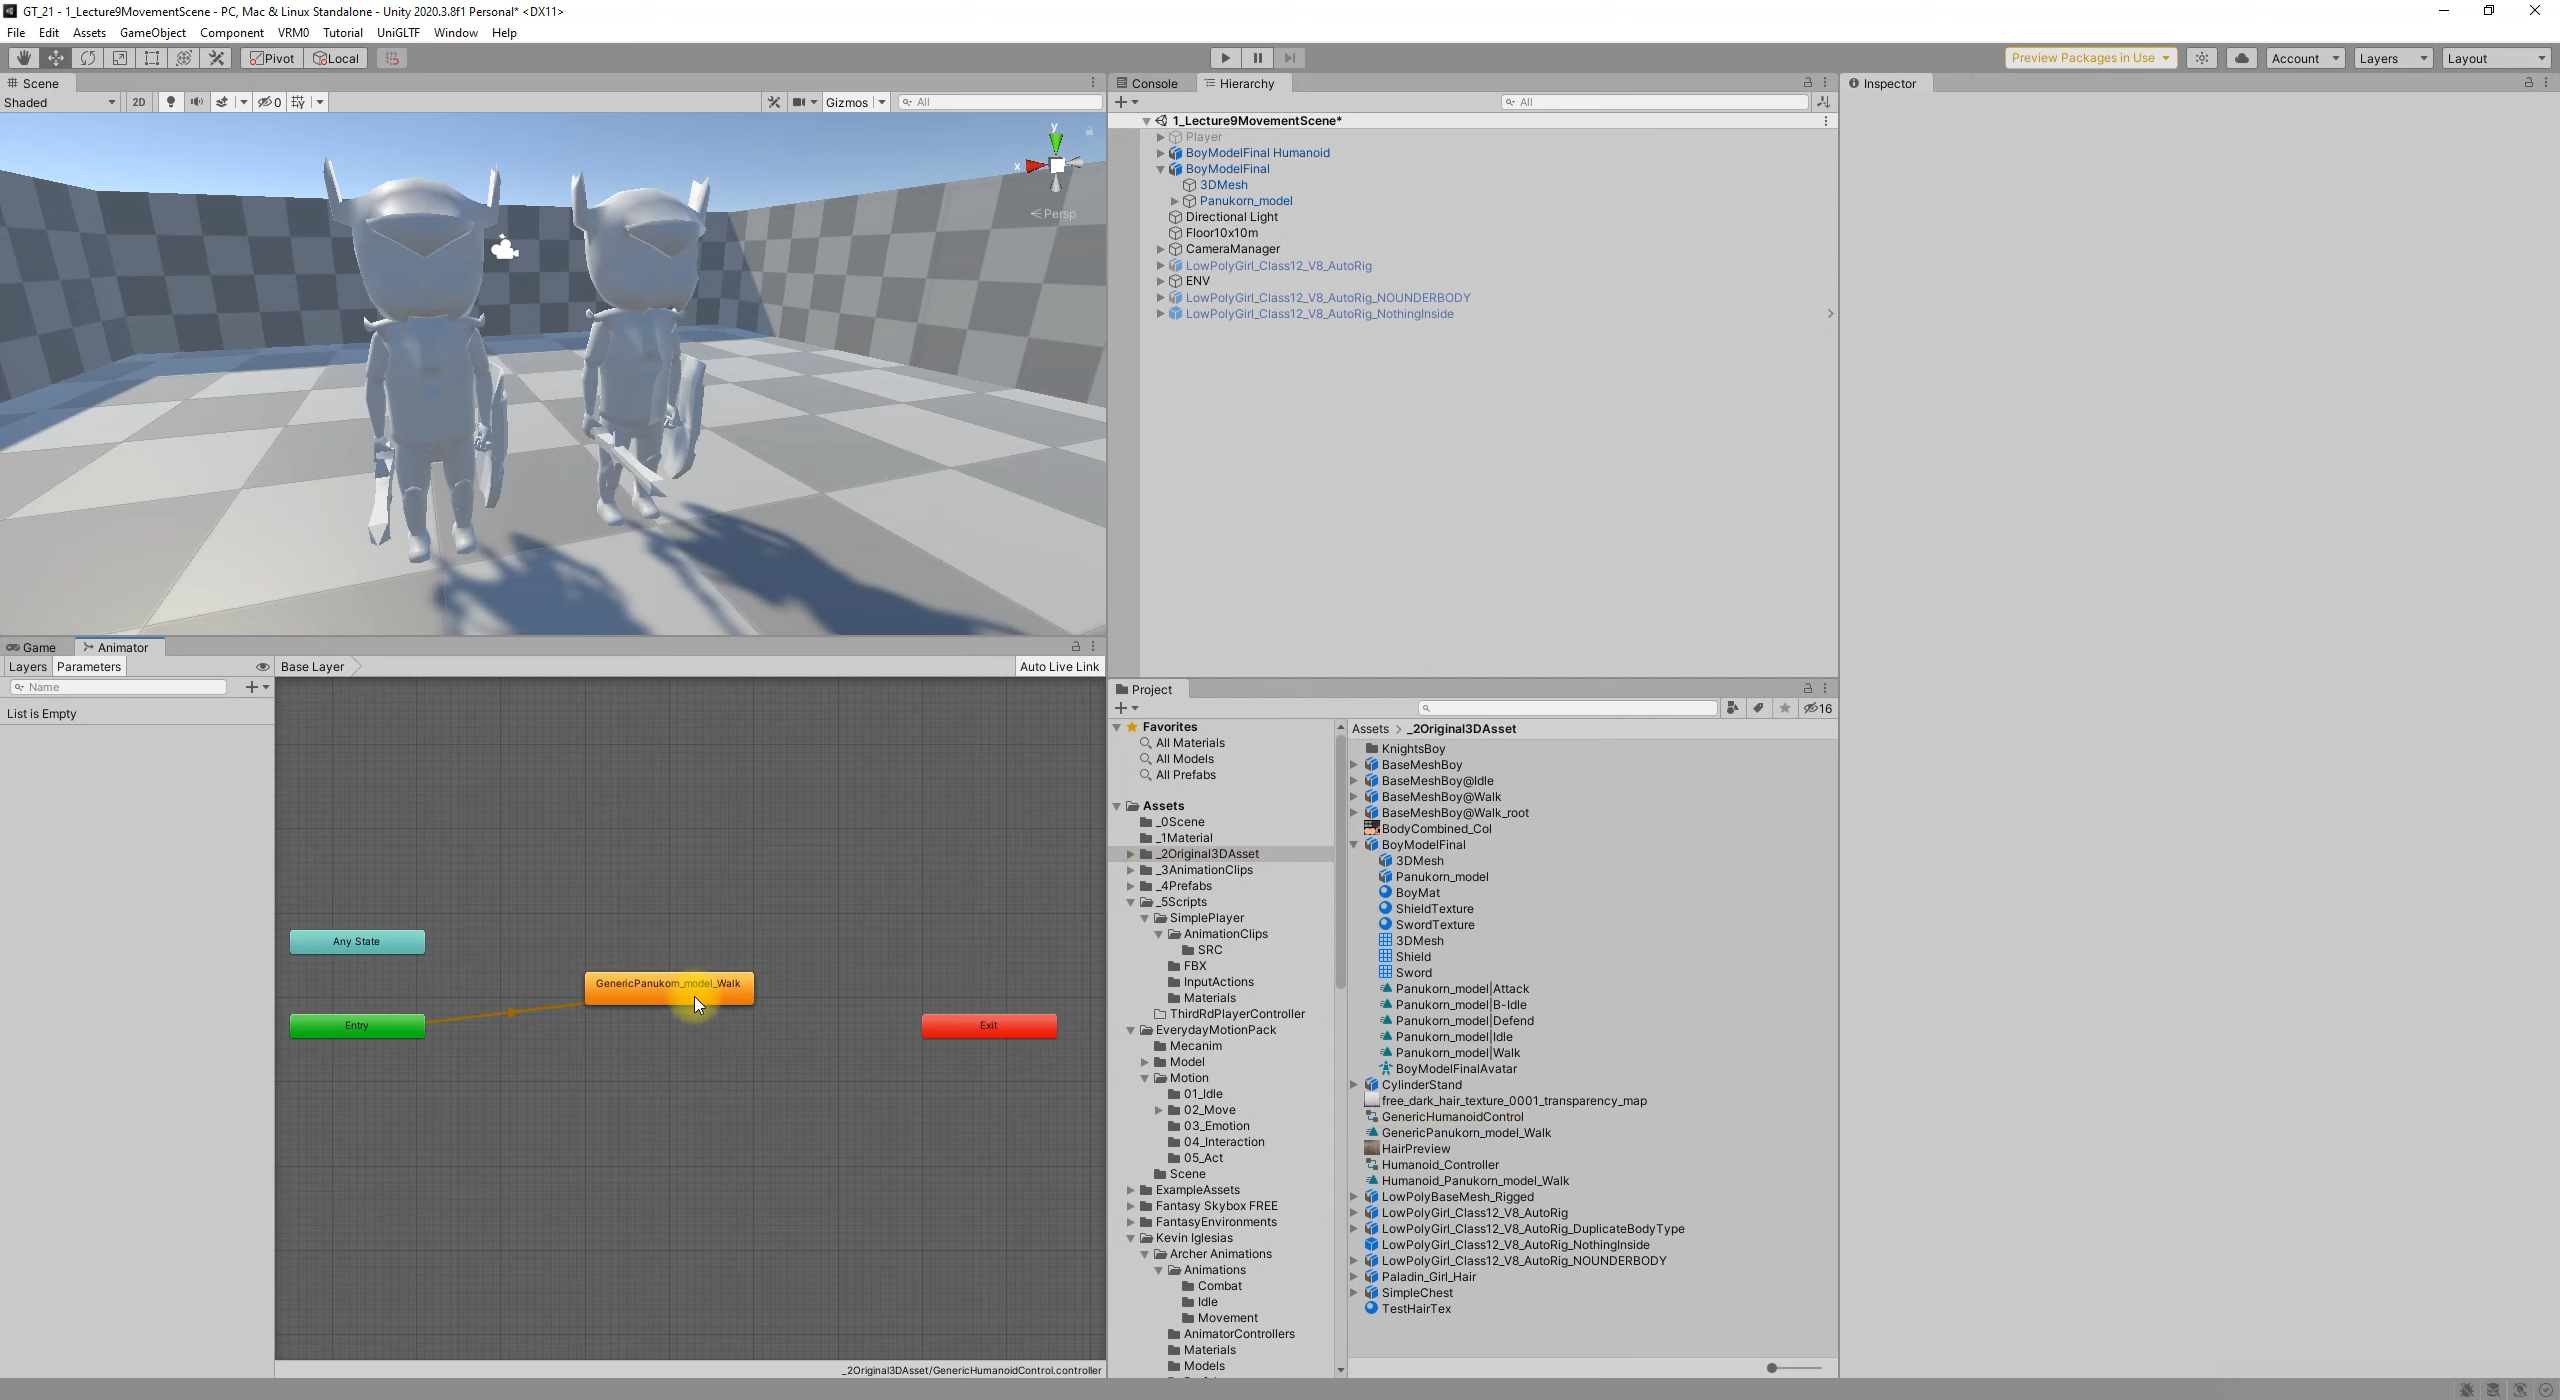 GT_21 - 1_Lecture9MovementScene - PC, Mac & Linux Standalone - Unity 2020.3.8f1 Personal* <DX11>
File Edit Assets GameObject Component VRM0 Tutorial UniGLTF Window Help
Pivot Local Preview Packages in Use Account Layers Layout
Scene
Shaded 2D 0 Gizmos All
y
x
Persp
Game Animator
Layers Parameters Base Layer Auto Live Link
Name
List is Empty
Any State
GenericPanukorn_model_Walk
Entry
Exit
_2Original3DAsset/GenericHumanoidControl.controller
Console Hierarchy
All
1_Lecture9MovementScene*
Player
BoyModelFinal Humanoid
BoyModelFinal
3DMesh
Panukorn_model
Directional Light
Floor10x10m
CameraManager
LowPolyGirl_Class12_V8_AutoRig
ENV
LowPolyGirl_Class12_V8_AutoRig_NOUNDERBODY
LowPolyGirl_Class12_V8_AutoRig_NothingInside
Project
16
Favorites
All Materials
All Models
All Prefabs
Assets
_0Scene
_1Material
_2Original3DAsset
_3AnimationClips
_4Prefabs
_5Scripts
SimplePlayer
AnimationClips
SRC
FBX
InputActions
Materials
ThirdRdPlayerController
EverydayMotionPack
Mecanim
Model
Motion
01_Idle
02_Move
03_Emotion
04_Interaction
05_Act
Scene
ExampleAssets
Fantasy Skybox FREE
FantasyEnvironments
Kevin Iglesias
Archer Animations
Animations
Combat
Idle
Movement
AnimatorControllers
Materials
Models
Assets > _2Original3DAsset
KnightsBoy
BaseMeshBoy
BaseMeshBoy@Idle
BaseMeshBoy@Walk
BaseMeshBoy@Walk_root
BodyCombined_Col
BoyModelFinal
3DMesh
Panukorn_model
BoyMat
ShieldTexture
SwordTexture
3DMesh
Shield
Sword
Panukorn_model|Attack
Panukorn_model|B-Idle
Panukorn_model|Defend
Panukorn_model|Idle
Panukorn_model|Walk
BoyModelFinalAvatar
CylinderStand
free_dark_hair_texture_0001_transparency_map
GenericHumanoidControl
GenericPanukorn_model_Walk
HairPreview
Humanoid_Controller
Humanoid_Panukorn_model_Walk
LowPolyBaseMesh_Rigged
LowPolyGirl_Class12_V8_AutoRig
LowPolyGirl_Class12_V8_AutoRig_DuplicateBodyType
LowPolyGirl_Class12_V8_AutoRig_NothingInside
LowPolyGirl_Class12_V8_AutoRig_NOUNDERBODY
Paladin_Girl_Hair
SimpleChest
TestHairTex
Inspector